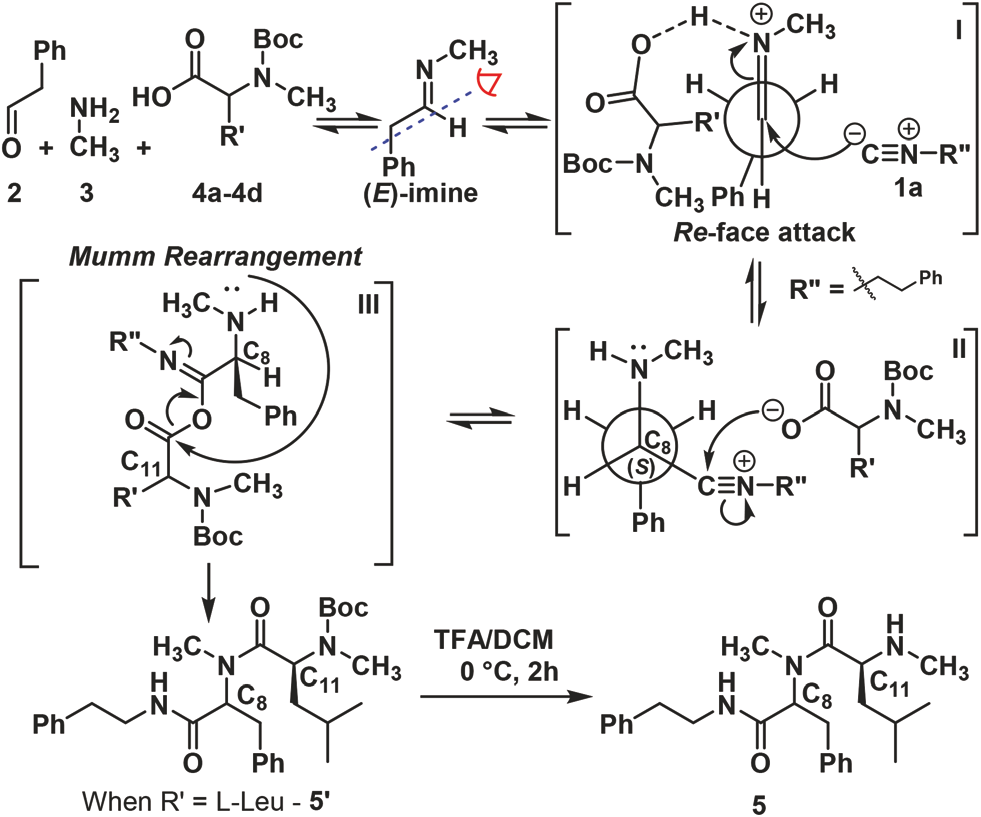 Ph
O
2
+
NH2
CH3
3
+
O
HO
R'
Boc
N
CH3
4a-4d
N
CH3
H
Ph
(E)-imine
I
H
O
O
R'
Boc
N
CH3
⊕
N
CH3
H
H
Ph
H
⊖
⊕
C≡N-R"
1a
Re-face attack
R" =
Ph
II
H
N
CH3
H
H
C8
(S)
H
Ph
⊕
C≡N-R"
⊖
O
O
Boc
N
CH3
R'
Mumm Rearrangement
III
H3C
N
H
R"
N
C8
H
O
Ph
O
C11
R'
N
CH3
Boc
H3C
N
O
Boc
N
CH3
C11
H
N
C8
Ph
O
Ph
When R' = L-Leu - 5'
TFA/DCM
0 °C, 2h
H3C
N
O
H
N
CH3
C11
H
N
C8
Ph
O
Ph
5